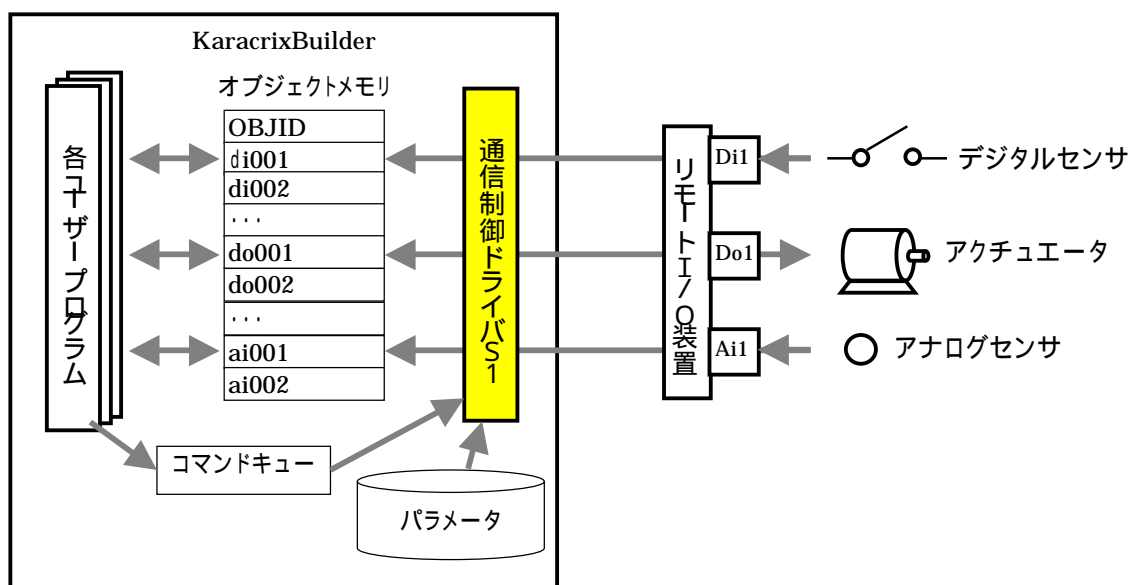 KaracrixBuilder
各ユーザープログラム
オブジェクトメモリ
OBJID
di001
di002
･･･
do001
do002
･･･
ai001
ai002
通信制御ドライバS1
コマンドキュー
パラメータ
リモートI/O装置
Di1
Do1
Ai1
デジタルセンサ
アクチュエータ
アナログセンサ